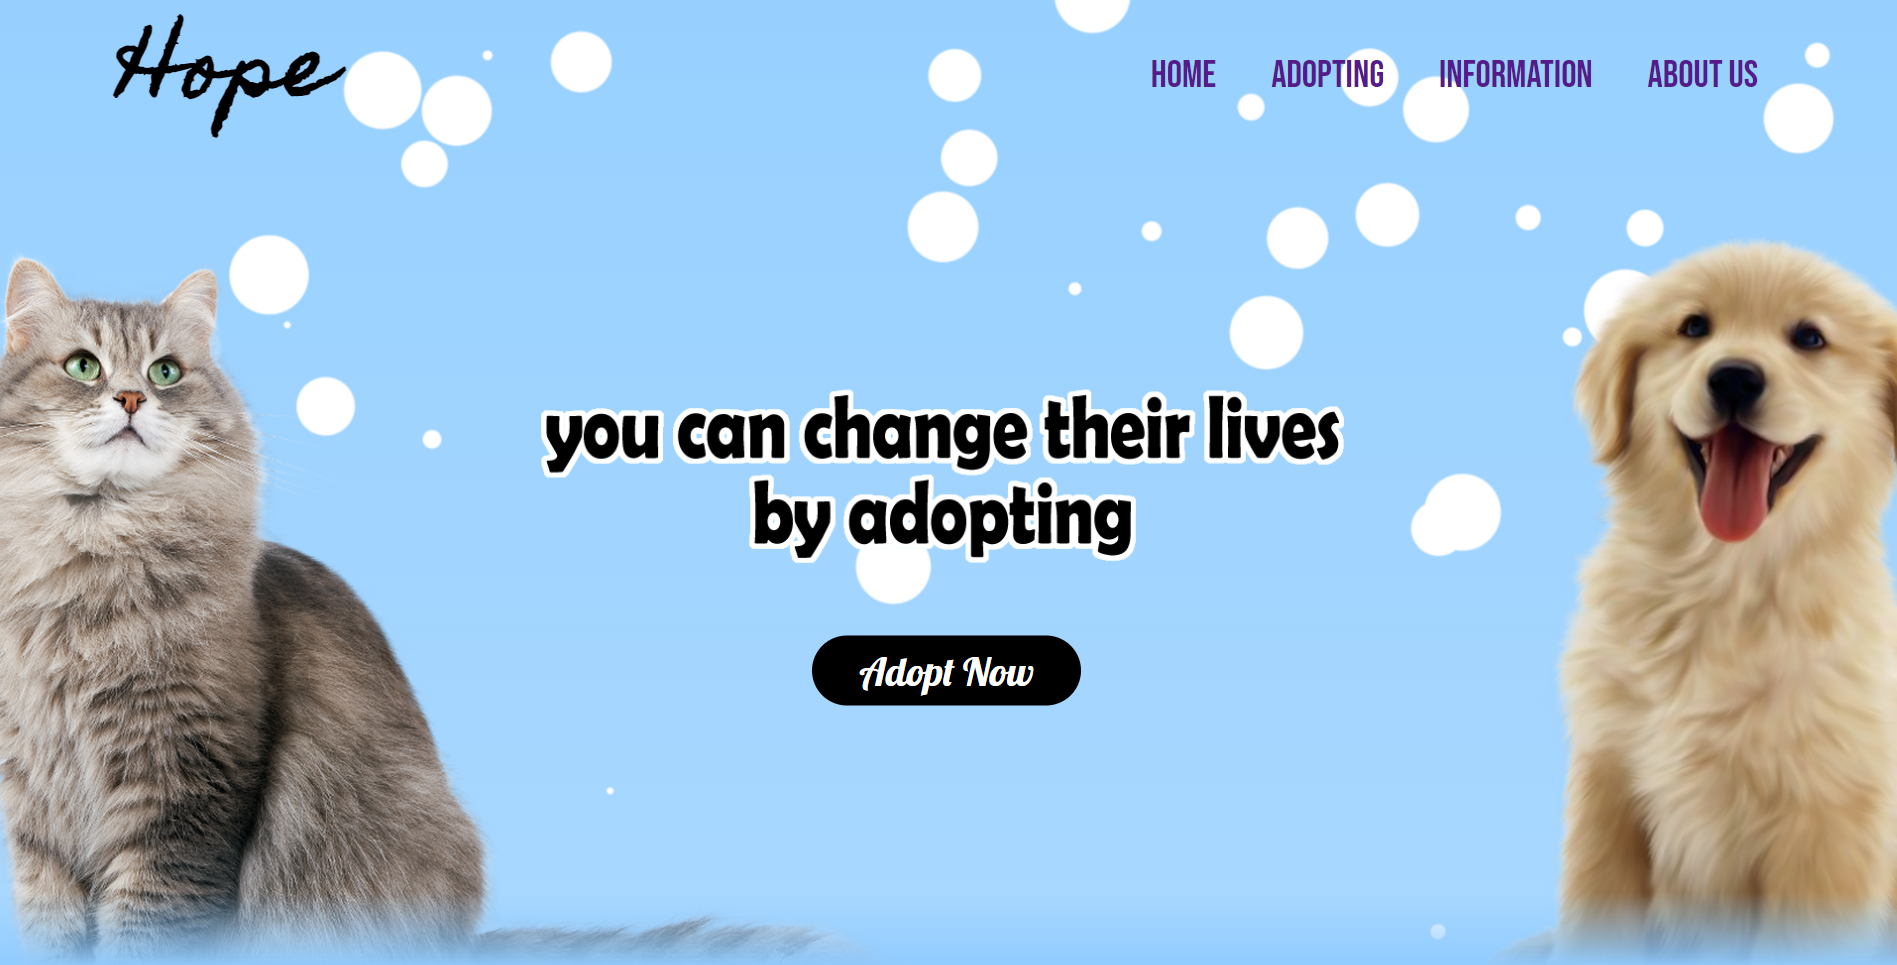 Hope
HOME ADOPTING INFORMATION ABOUT US
you can change their lives
by adopting
Adopt Now